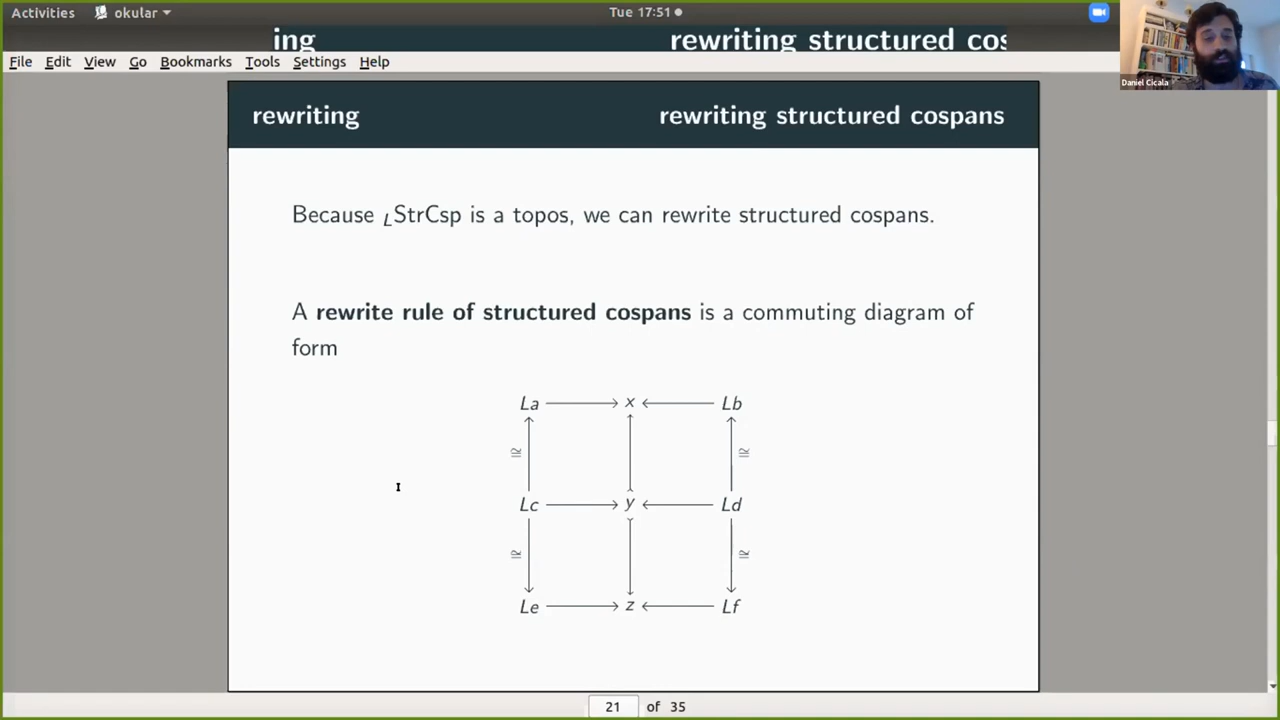 Activities okular Tue 17:51
ing rewriting structured cos
File Edit View Go Bookmarks Tools Settings Help
Daniel Cicala
rewriting rewriting structured cospans
Because LStrCsp is a topos, we can rewrite structured cospans.
A rewrite rule of structured cospans is a commuting diagram of
form
La x Lb
≅ ≅
Lc y Ld
≅ ≅
Le z Lf
21 of 35